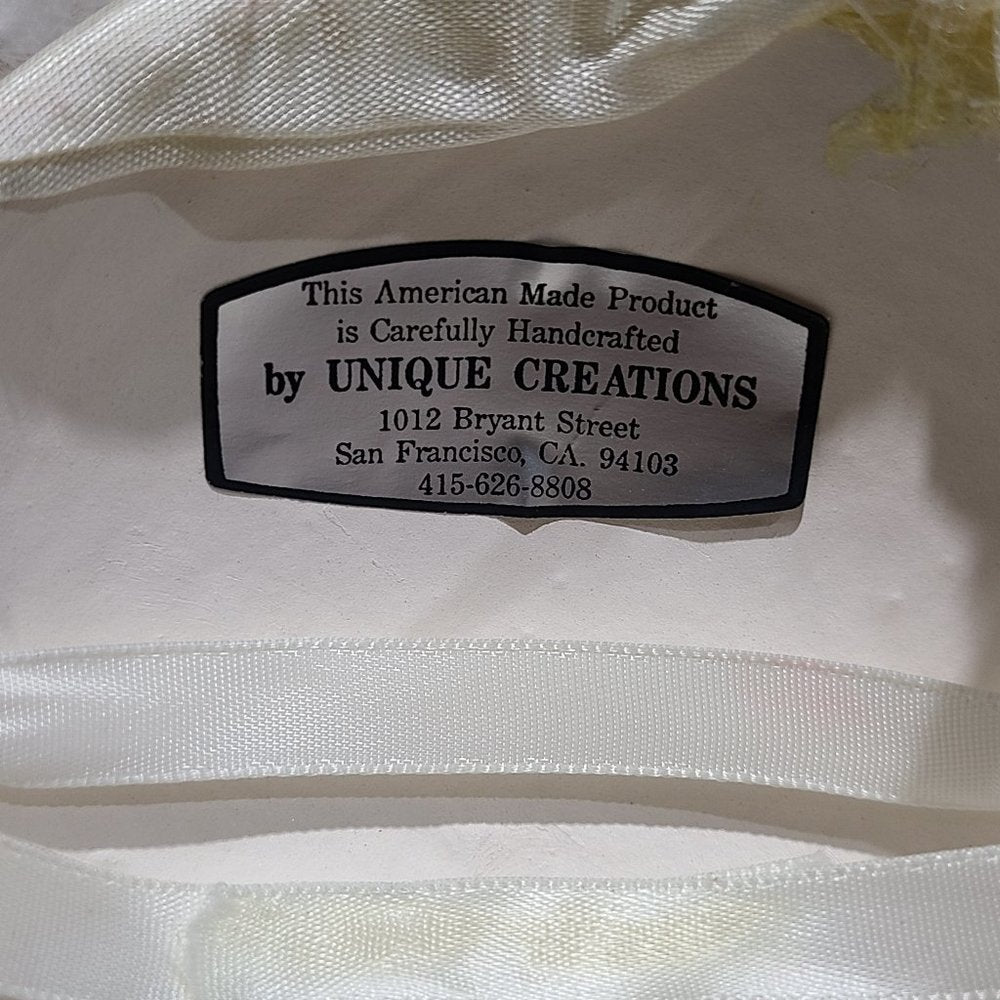 This American Made Product
is Carefully Handcrafted
by UNIQUE CREATIONS
1012 Bryant Street
San Francisco, CA. 94103
415-626-8808